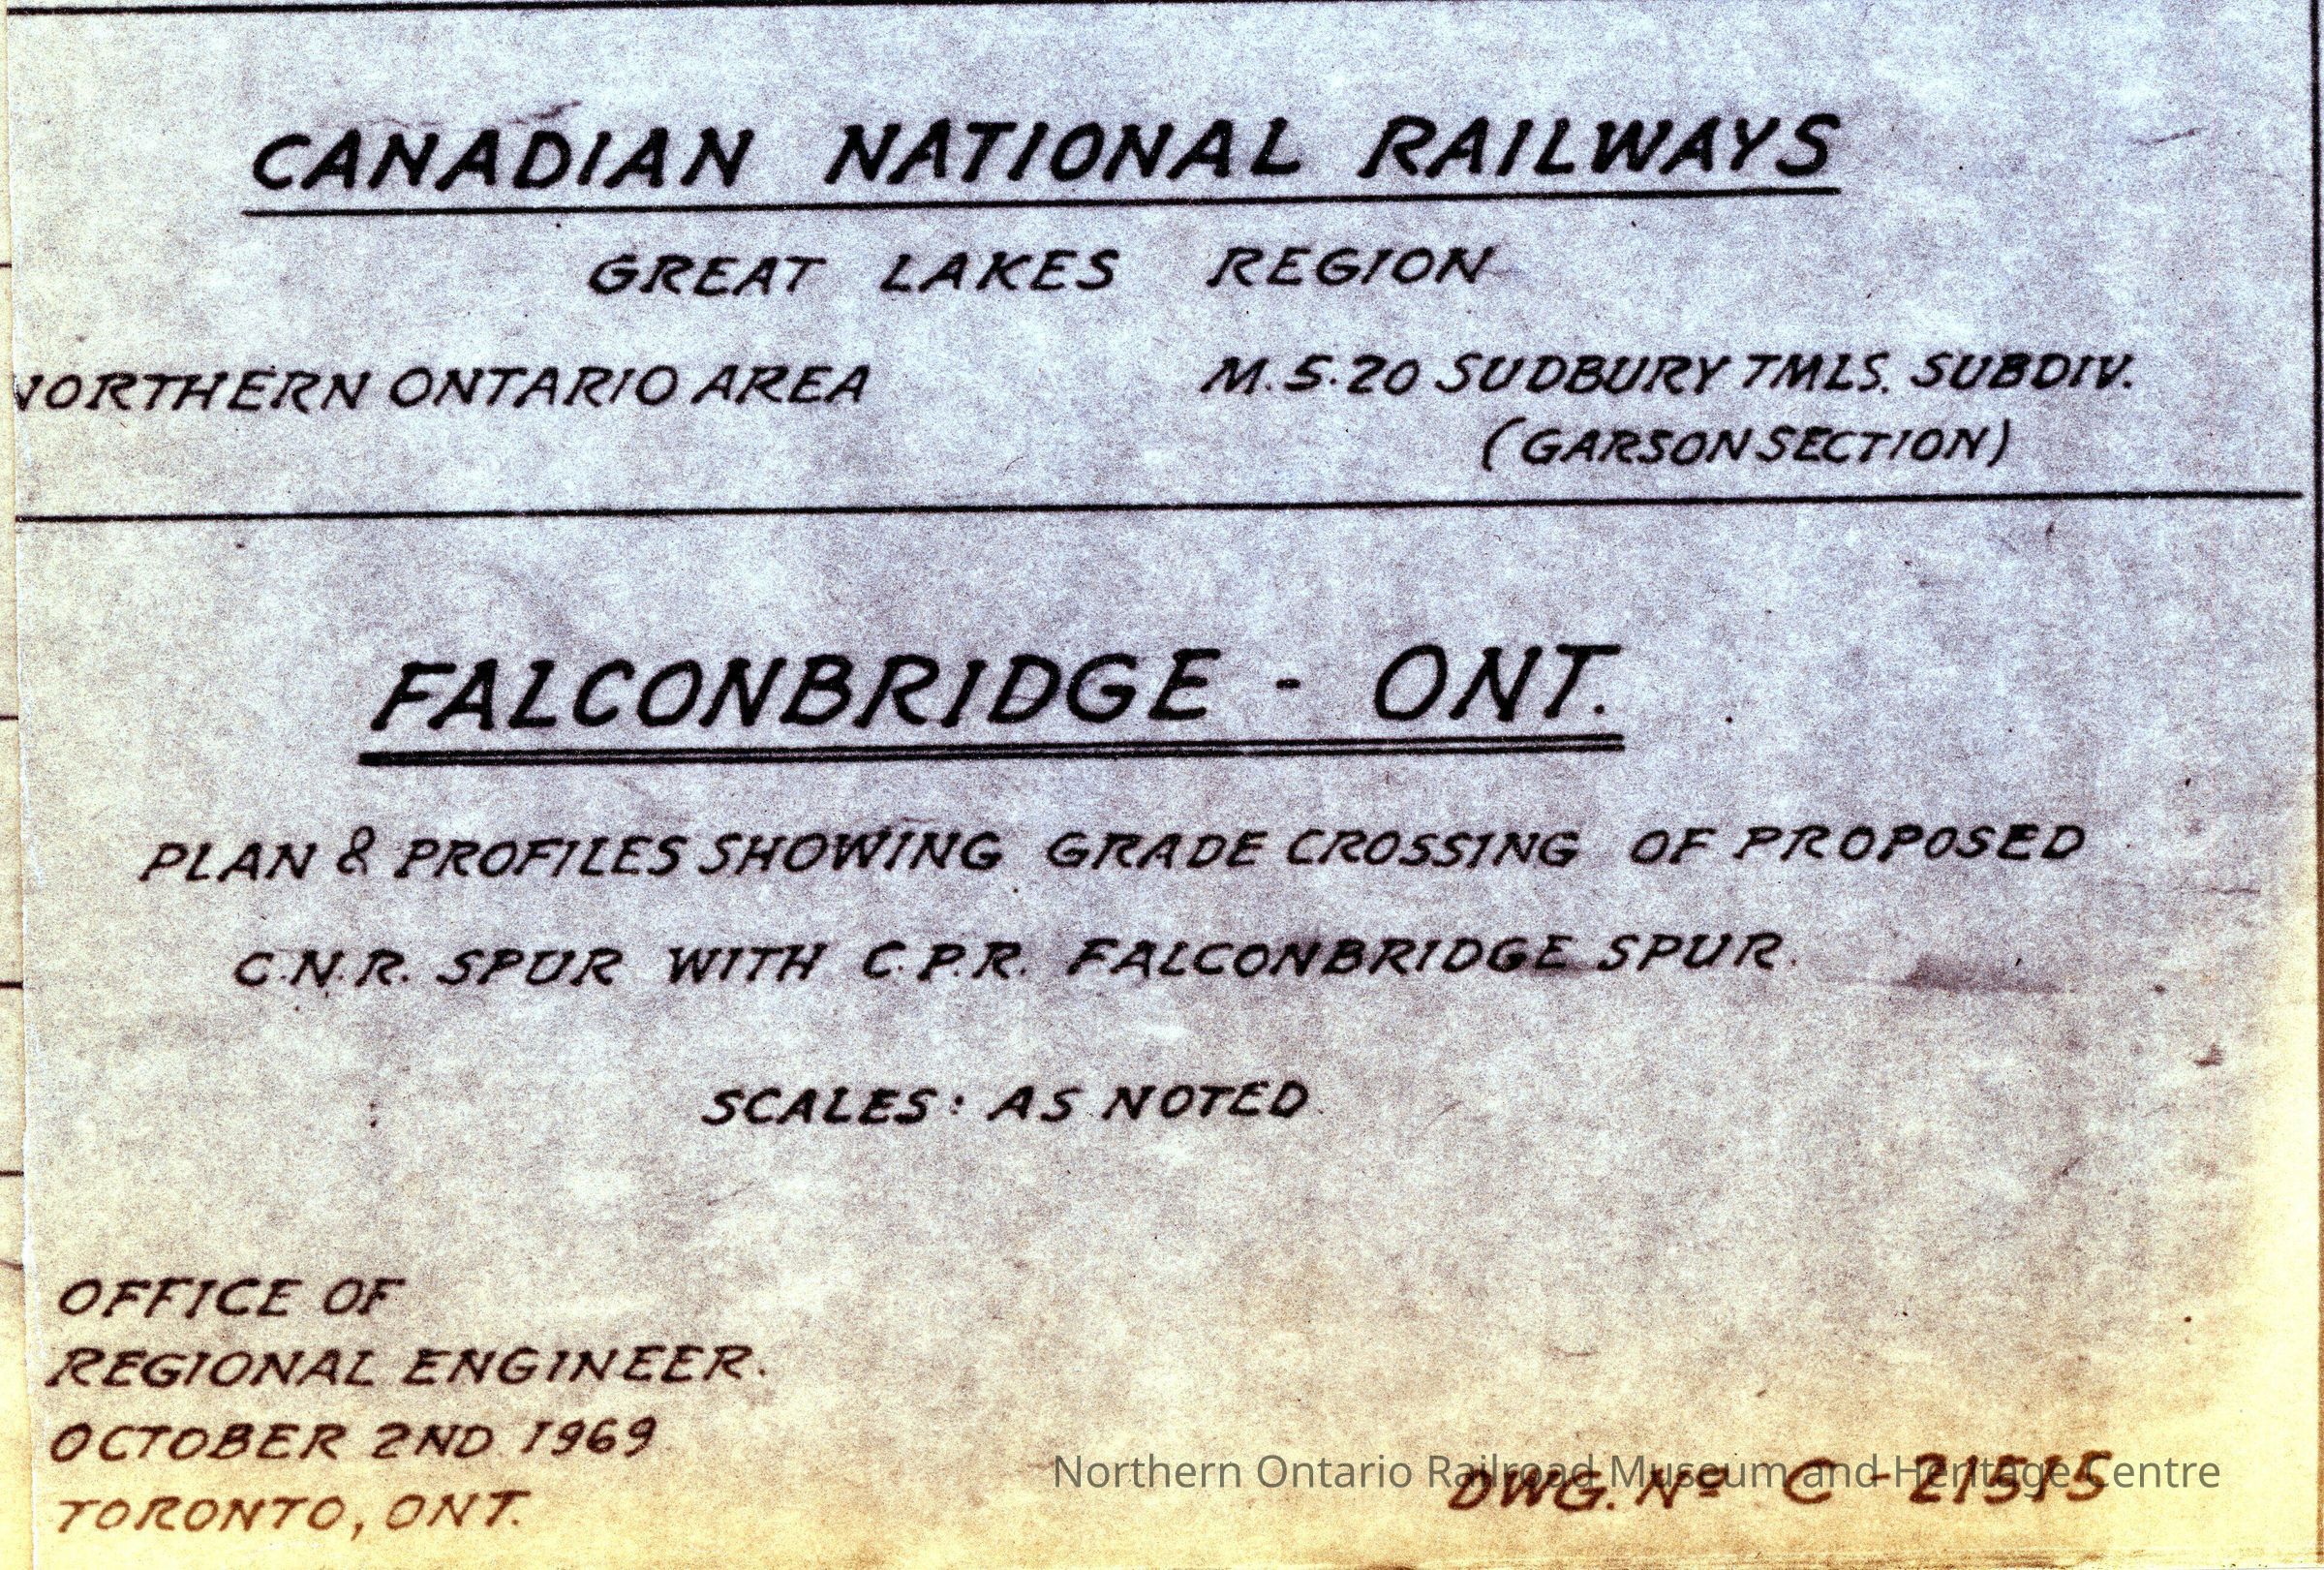 CANADIAN NATIONAL RAILWAYS
GREAT LAKES REGION
NORTHERN ONTARIO AREA M. 5.20 SUDBURY TMLS. SUBDIV.
(GARSON SECTION)
FALCONBRIDGE - ONT.
PLAN & PROFILES SHOWING GRADE CROSSING OF PROPOSED
C.N.R. SPUR WITH C.P.R. FALCONBRIDGE SPUR.
SCALES: AS NOTED.
OFFICE OF
REGIONAL ENGINEER.
OCTOBER 2ND 1969
TORONTO, ONT.
DWG. Nº C-21515
Northern Ontario Railroad Museum and Heritage Centre